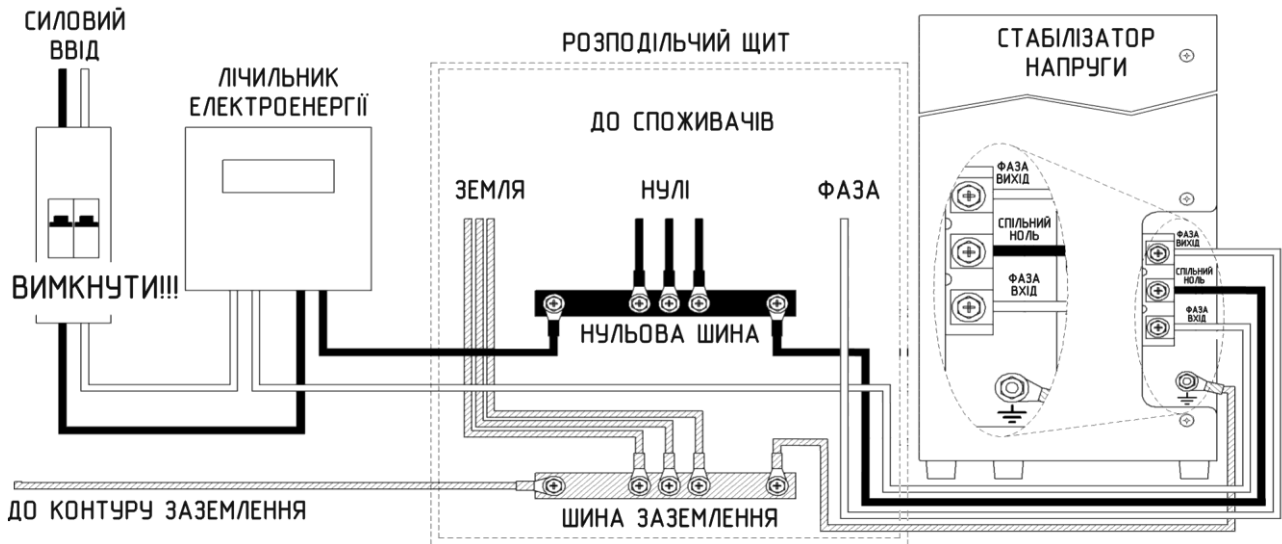 СИЛОВИЙ
ВВІД
ЛІЧИЛЬНИК
ЕЛЕКТРОЕНЕРГІЇ
ВИМКНУТИ!!!
РОЗПОДІЛЬЧИЙ ЩИТ
ДО СПОЖИВАЧІВ
ЗЕМЛЯ
НУЛІ
ФАЗА
НУЛЬОВА ШИНА
ШИНА ЗАЗЕМЛЕННЯ
ДО КОНТУРУ ЗАЗЕМЛЕННЯ
СТАБІЛІЗАТОР
НАПРУГИ
ФАЗА
ВИХІД
СПІЛЬНИЙ
НОЛЬ
ФАЗА
ВХІД
ФАЗА
ВИХІД
СПІЛЬНИЙ
НОЛЬ
ФАЗА
ВХІД